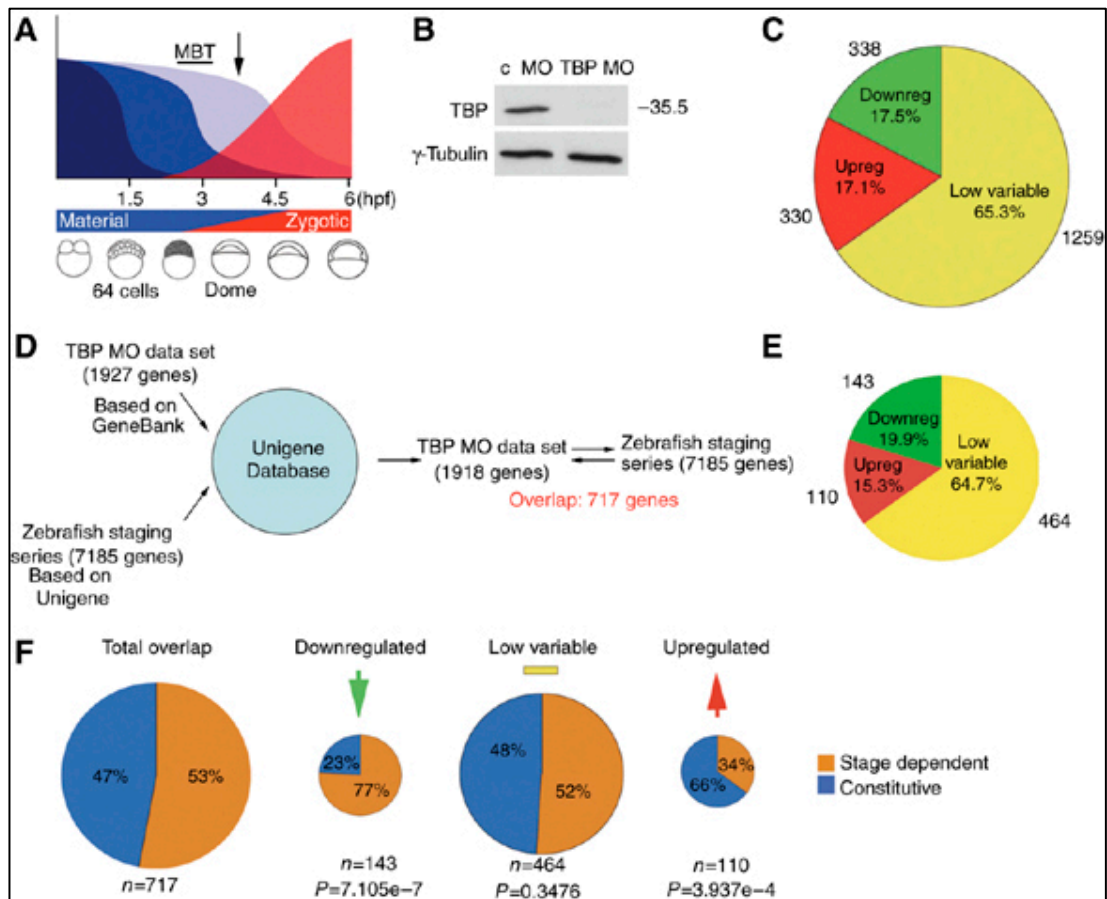 A
MBT
1.5 3 4.5 6 (hpf)
Material Zygotic
64 cells Dome
B
c MO TBP MO
TBP −35.5
γ-Tubulin
C
338
Downreg
17.5%
Upreg
17.1%
330
Low variable
65.3%
1259
D
TBP MO data set
(1927 genes)
Based on
GeneBank
Unigene
Database
Zebrafish staging
series (7185 genes)
Based on
Unigene
TBP MO data set
(1918 genes)
Zebrafish staging
series (7185 genes)
Overlap: 717 genes
E
143
Downreg
19.9%
Upreg
15.3%
110
Low
variable
64.7%
464
F
Total overlap
47% 53%
n=717
Downregulated
23%
77%
n=143
P=7.105e−7
Low variable
48%
52%
n=464
P=0.3476
Upregulated
34%
66%
n=110
P=3.937e−4
Stage dependent
Constitutive